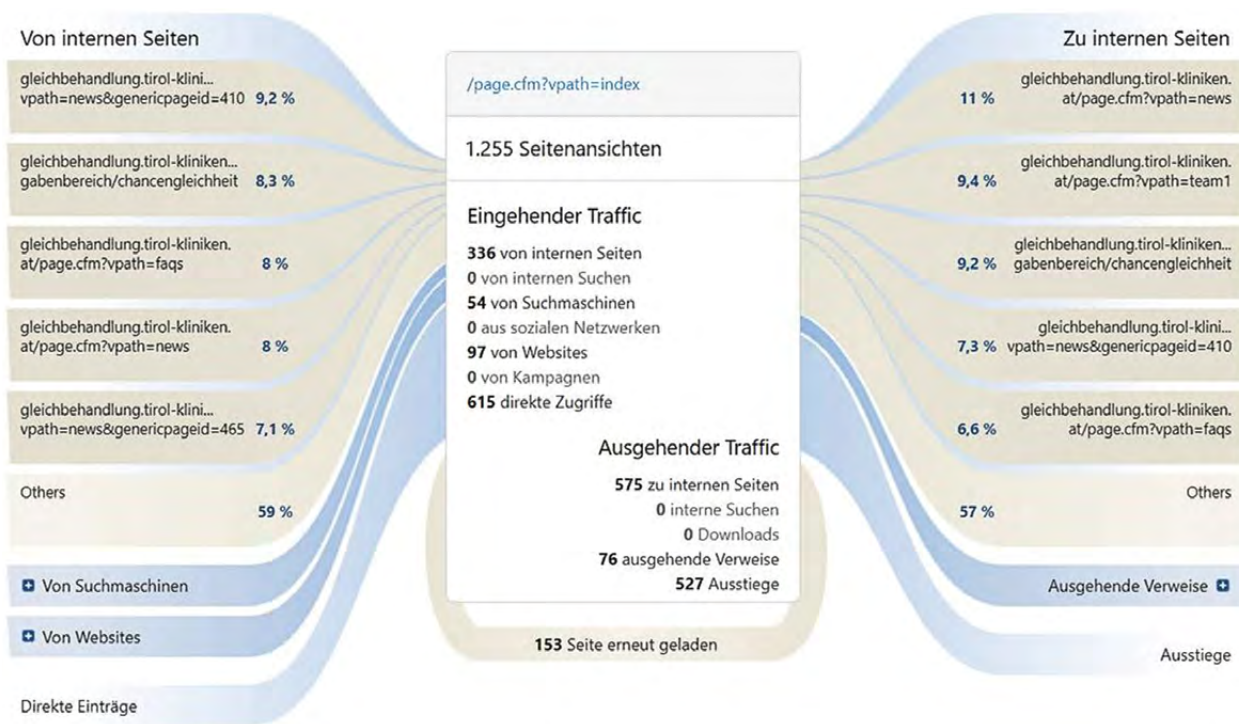 Von internen Seiten
gleichbehandlung.tirol-klini...
vpath=news&genericpageid=410 9,2 %
gleichbehandlung.tirol-kliniken...
gabenbereich/chancengleichheit 8,3 %
gleichbehandlung.tirol-kliniken.
at/page.cfm?vpath=faqs 8 %
gleichbehandlung.tirol-kliniken.
at/page.cfm?vpath=news 8 %
gleichbehandlung.tirol-klini...
vpath=news&genericpageid=465 7,1 %
Others
59 %
Von Suchmaschinen
Von Websites
Direkte Einträge
/page.cfm?vpath=index
1.255 Seitenansichten
Eingehender Traffic
336 von internen Seiten
0 von internen Suchen
54 von Suchmaschinen
0 aus sozialen Netzwerken
97 von Websites
0 von Kampagnen
615 direkte Zugriffe
Ausgehender Traffic
575 zu internen Seiten
0 interne Suchen
0 Downloads
76 ausgehende Verweise
527 Ausstiege
153 Seite erneut geladen
Zu internen Seiten
gleichbehandlung.tirol-kliniken.
11 % at/page.cfm?vpath=news
gleichbehandlung.tirol-kliniken.
9,4 % at/page.cfm?vpath=team1
gleichbehandlung.tirol-kliniken...
9,2 % gabenbereich/chancengleichheit
gleichbehandlung.tirol-klini...
7,3 % vpath=news&genericpageid=410
gleichbehandlung.tirol-kliniken.
6,6 % at/page.cfm?vpath=faqs
Others
57 %
Ausgehende Verweise
Ausstiege